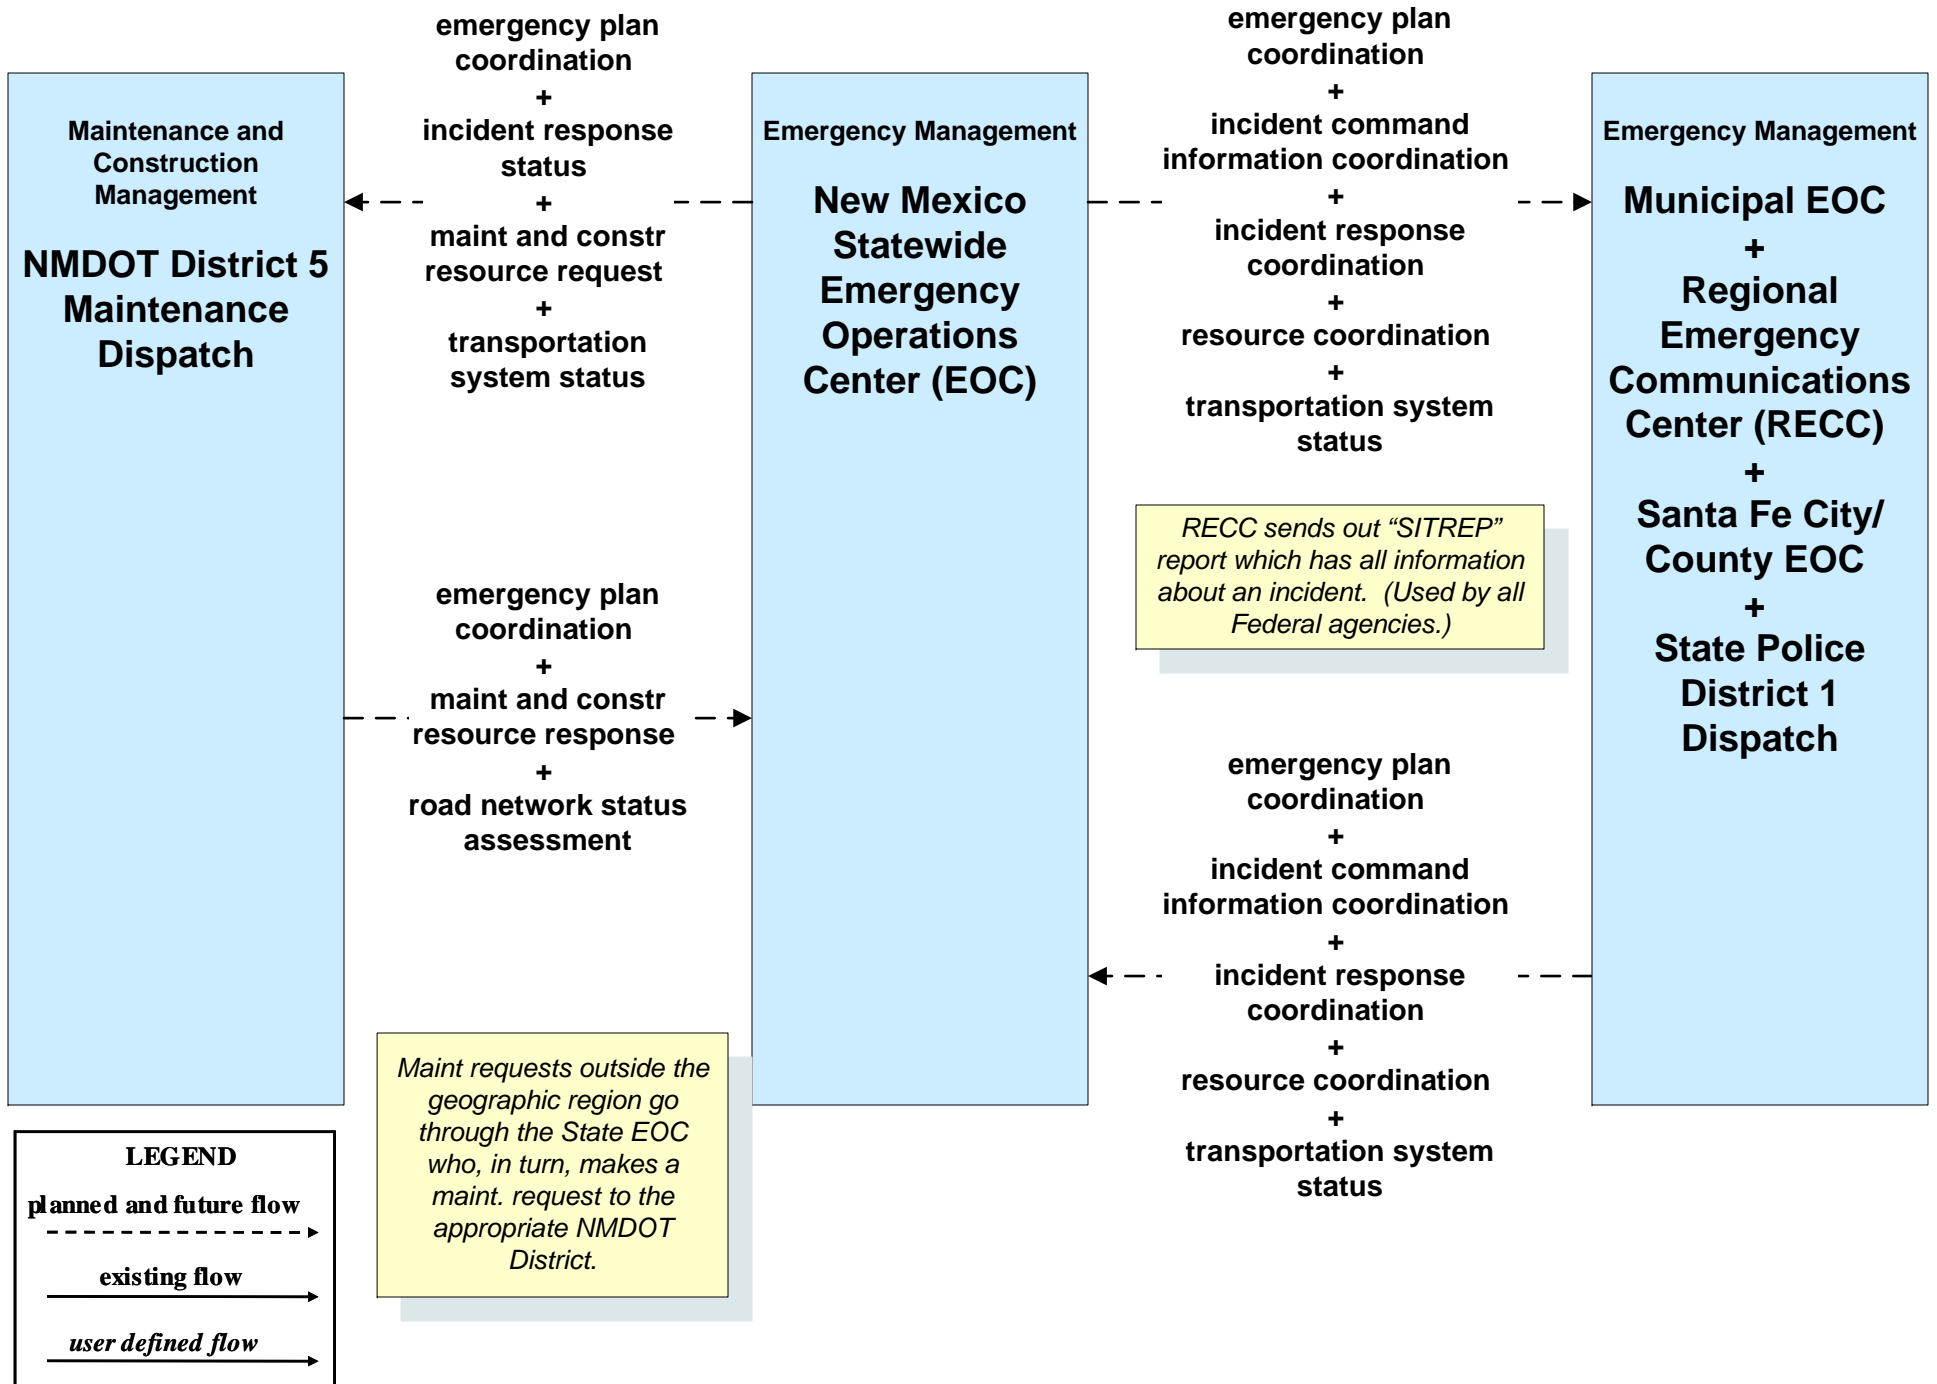 Maintenance and
Construction
Management
NMDOT District 5
Maintenance
Dispatch
emergency plan
coordination
+
incident response
status
+
maint and constr
resource request
+
transportation
system status
emergency plan
coordination
+
maint and constr
resource response
+
road network status
assessment
Emergency Management
New Mexico
Statewide
Emergency
Operations
Center (EOC)
emergency plan
coordination
+
incident command
information coordination
+
incident response
coordination
+
resource coordination
+
transportation system
status
RECC sends out “SITREP”
report which has all information
about an incident.  (Used by all
Federal agencies.)
emergency plan
coordination
+
incident command
information coordination
+
incident response
coordination
+
resource coordination
+
transportation system
status
Emergency Management
Municipal EOC
+
Regional
Emergency
Communications
Center (RECC)
+
Santa Fe City/
County EOC
+
State Police
District 1
Dispatch
Maint requests outside the
geographic region go
through the State EOC
who, in turn, makes a
maint. request to the
appropriate NMDOT
District.
LEGEND
planned and future flow
existing flow
user defined flow